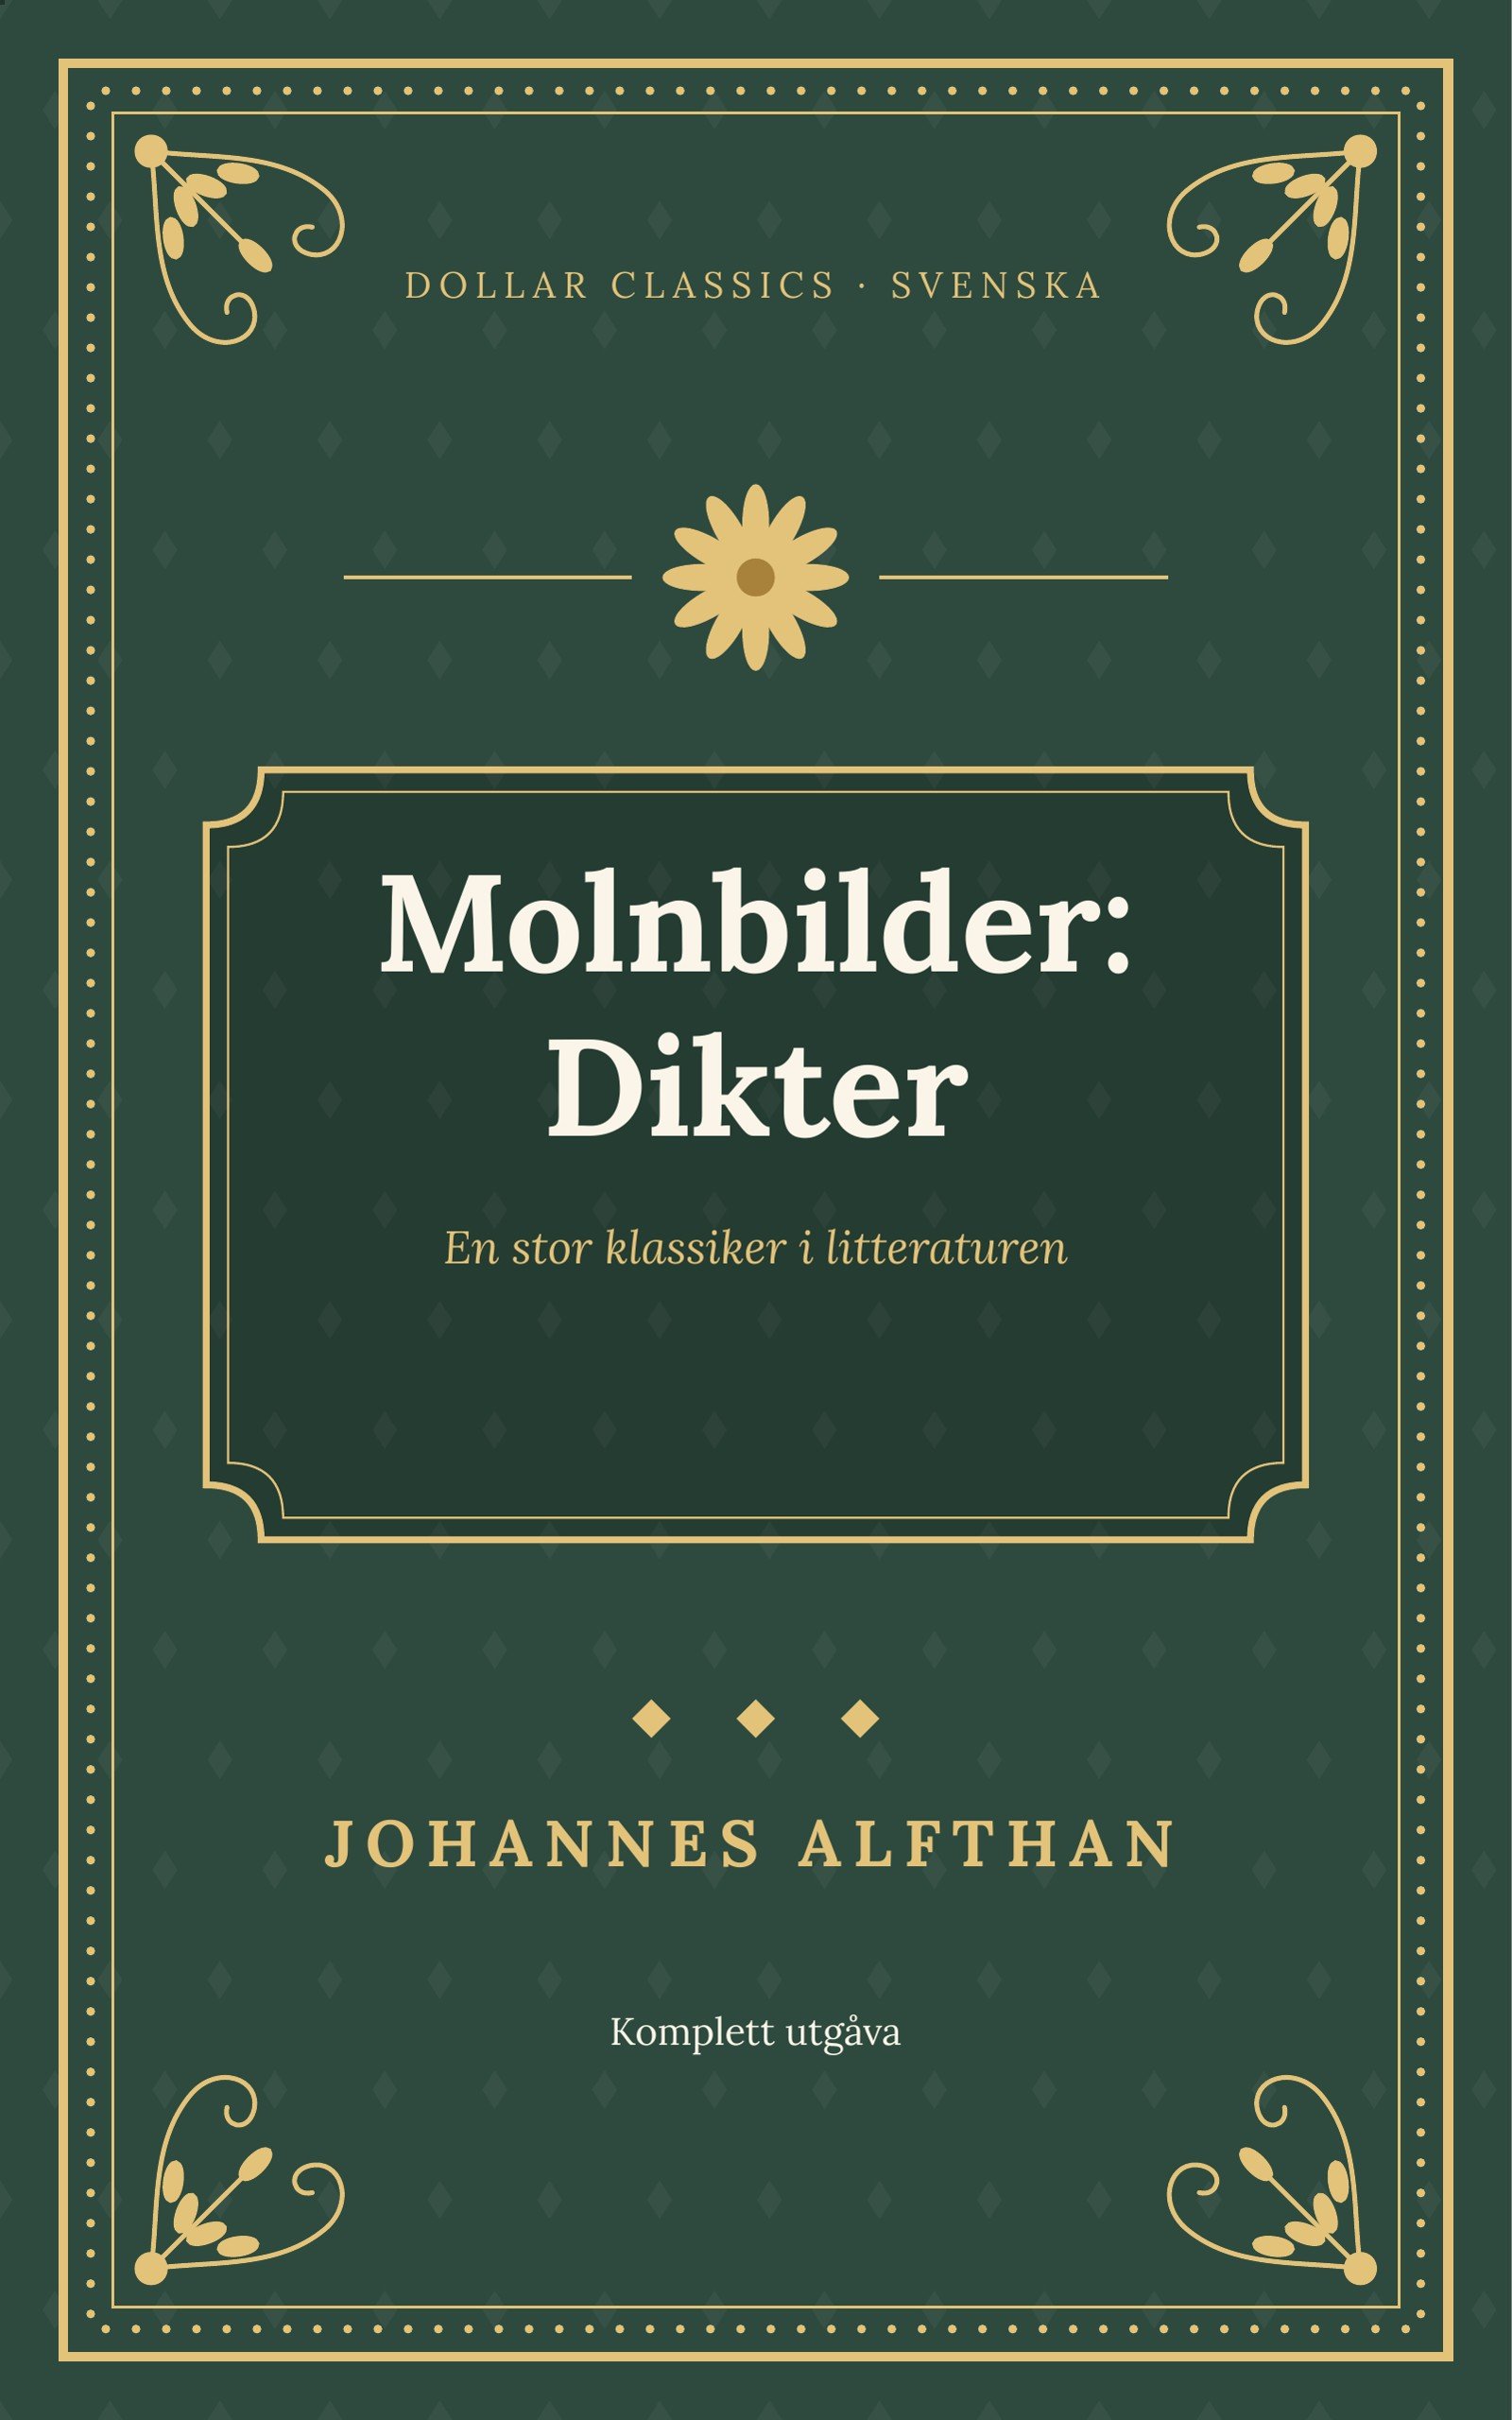 DOLLAR CLASSICS · SVENSKA
Molnbilder:
Dikter
En stor klassiker i litteraturen
JOHANNES ALFTHAN
Komplett utgåva